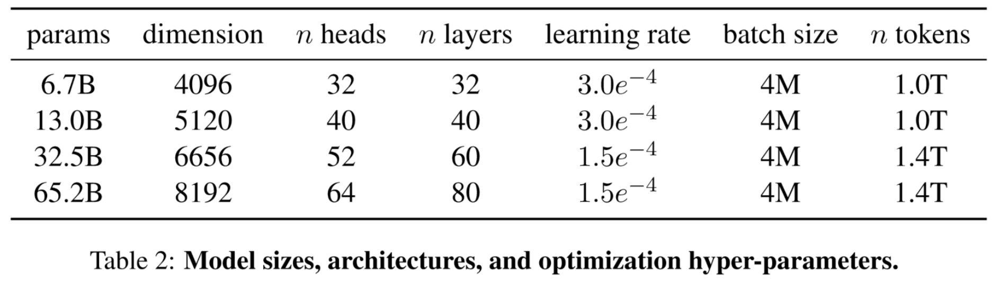 params dimension n heads n layers learning rate batch size n tokens
6.7B 4096 32 32 3.0e⁻⁴ 4M 1.0T
13.0B 5120 40 40 3.0e⁻⁴ 4M 1.0T
32.5B 6656 52 60 1.5e⁻⁴ 4M 1.4T
65.2B 8192 64 80 1.5e⁻⁴ 4M 1.4T
Table 2: Model sizes, architectures, and optimization hyper-parameters.